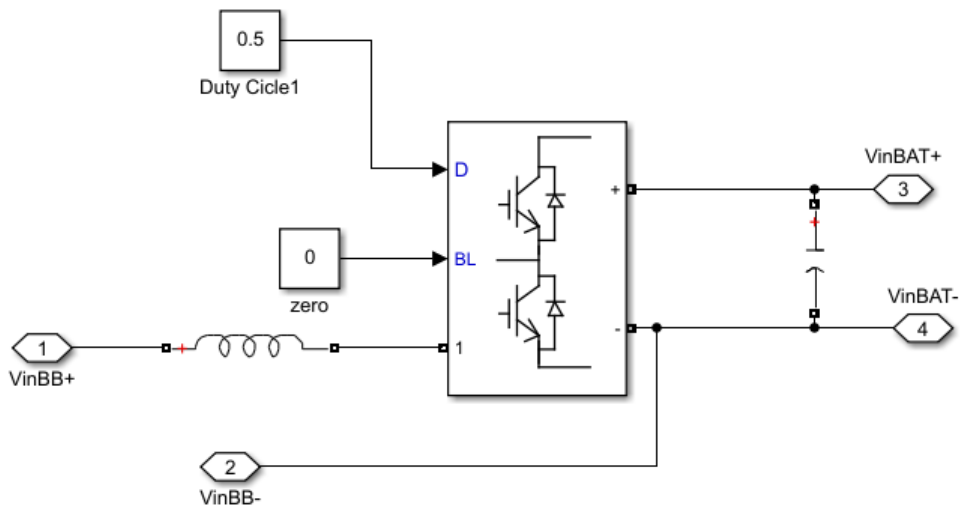 0.5
Duty Cicle1
D
VinBAT+
+
3
0
BL
zero
VinBAT-
-
4
1
VinBB+
1
2
VinBB-